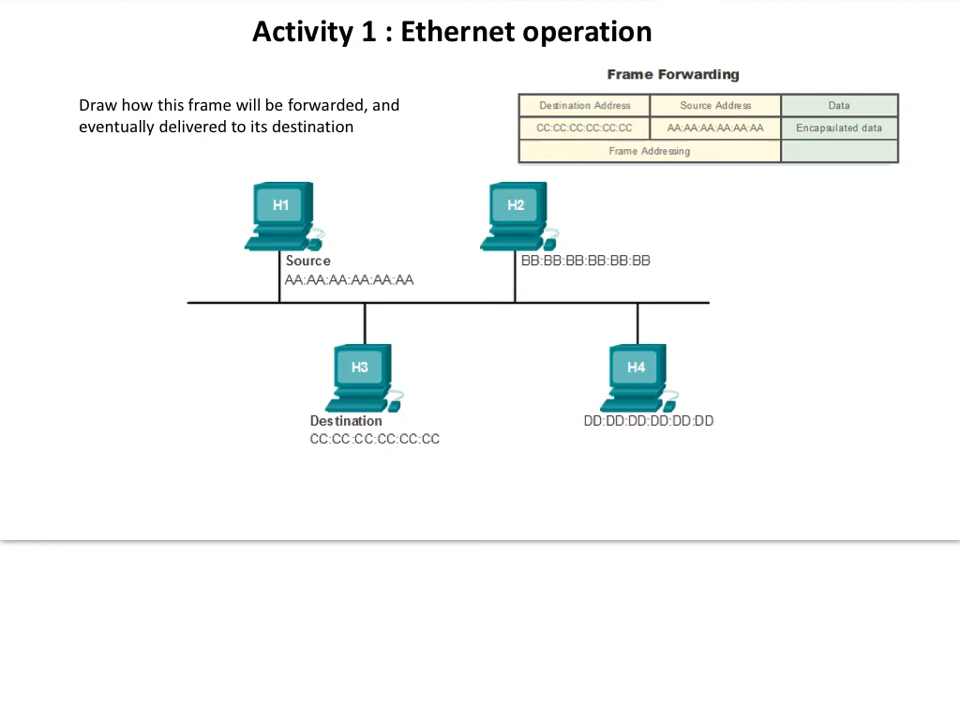 Activity 1 : Ethernet operation
Frame Forwarding
Draw how this frame will be forwarded, and
eventually delivered to its destination
Destination Address Source Address Data
CC:CC:CC:CC:CC:CC AA:AA:AA:AA:AA:AA Encapsulated data
Frame Addressing
H1 H2
Source
AA:AA:AA:AA:AA:AA
BB:BB:BB:BB:BB:BB
H3 H4
Destination
CC:CC:CC:CC:CC:CC
DD:DD:DD:DD:DD:DD